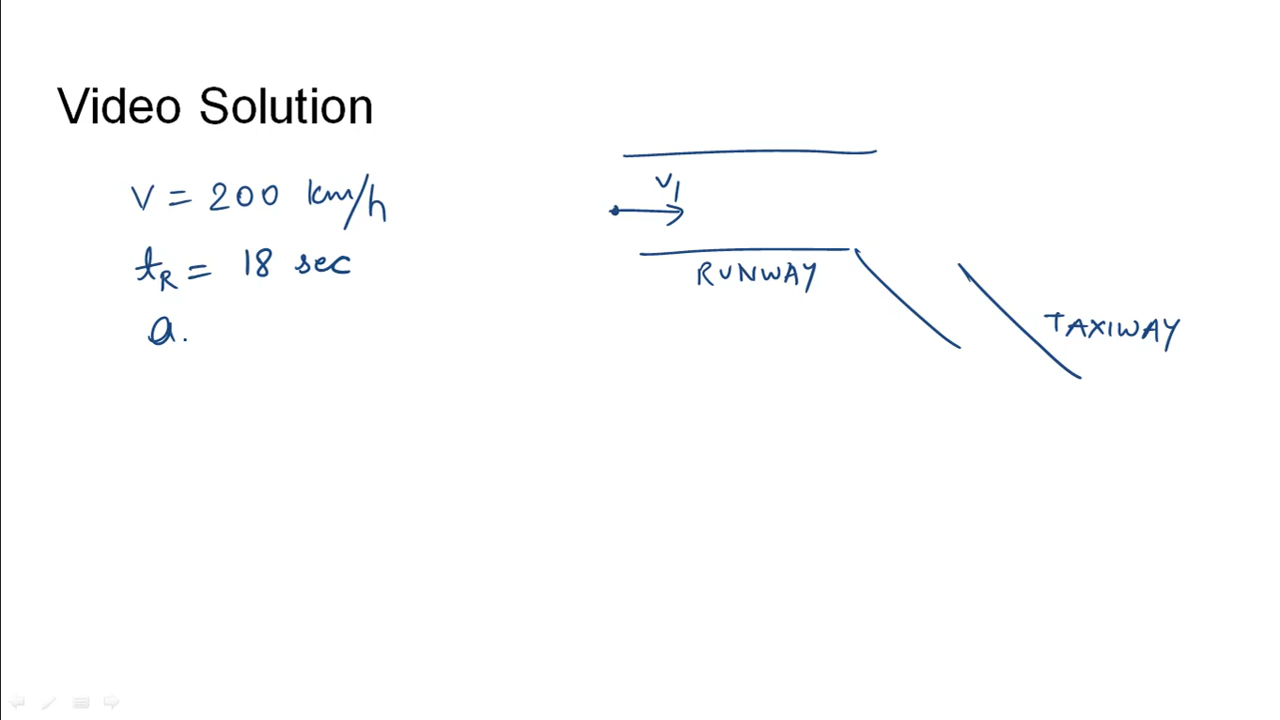 Video Solution
V = 200 km/h
t_R = 18 sec
a.
V1
RUNWAY
TAXIWAY